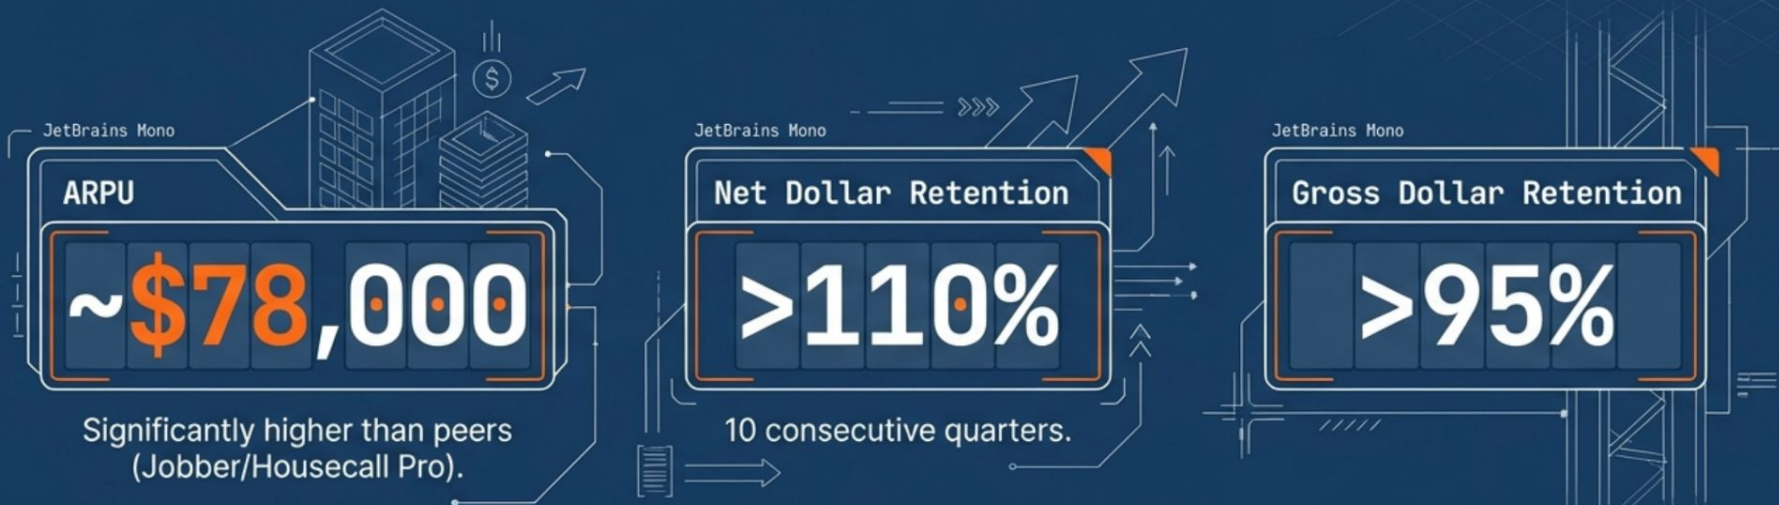 JetBrains Mono
ARPU
~$78,000
Significantly higher than peers
(Jobber/Housecall Pro).
JetBrains Mono
Net Dollar Retention
>110%
10 consecutive quarters.
JetBrains Mono
Gross Dollar Retention
>95%
$